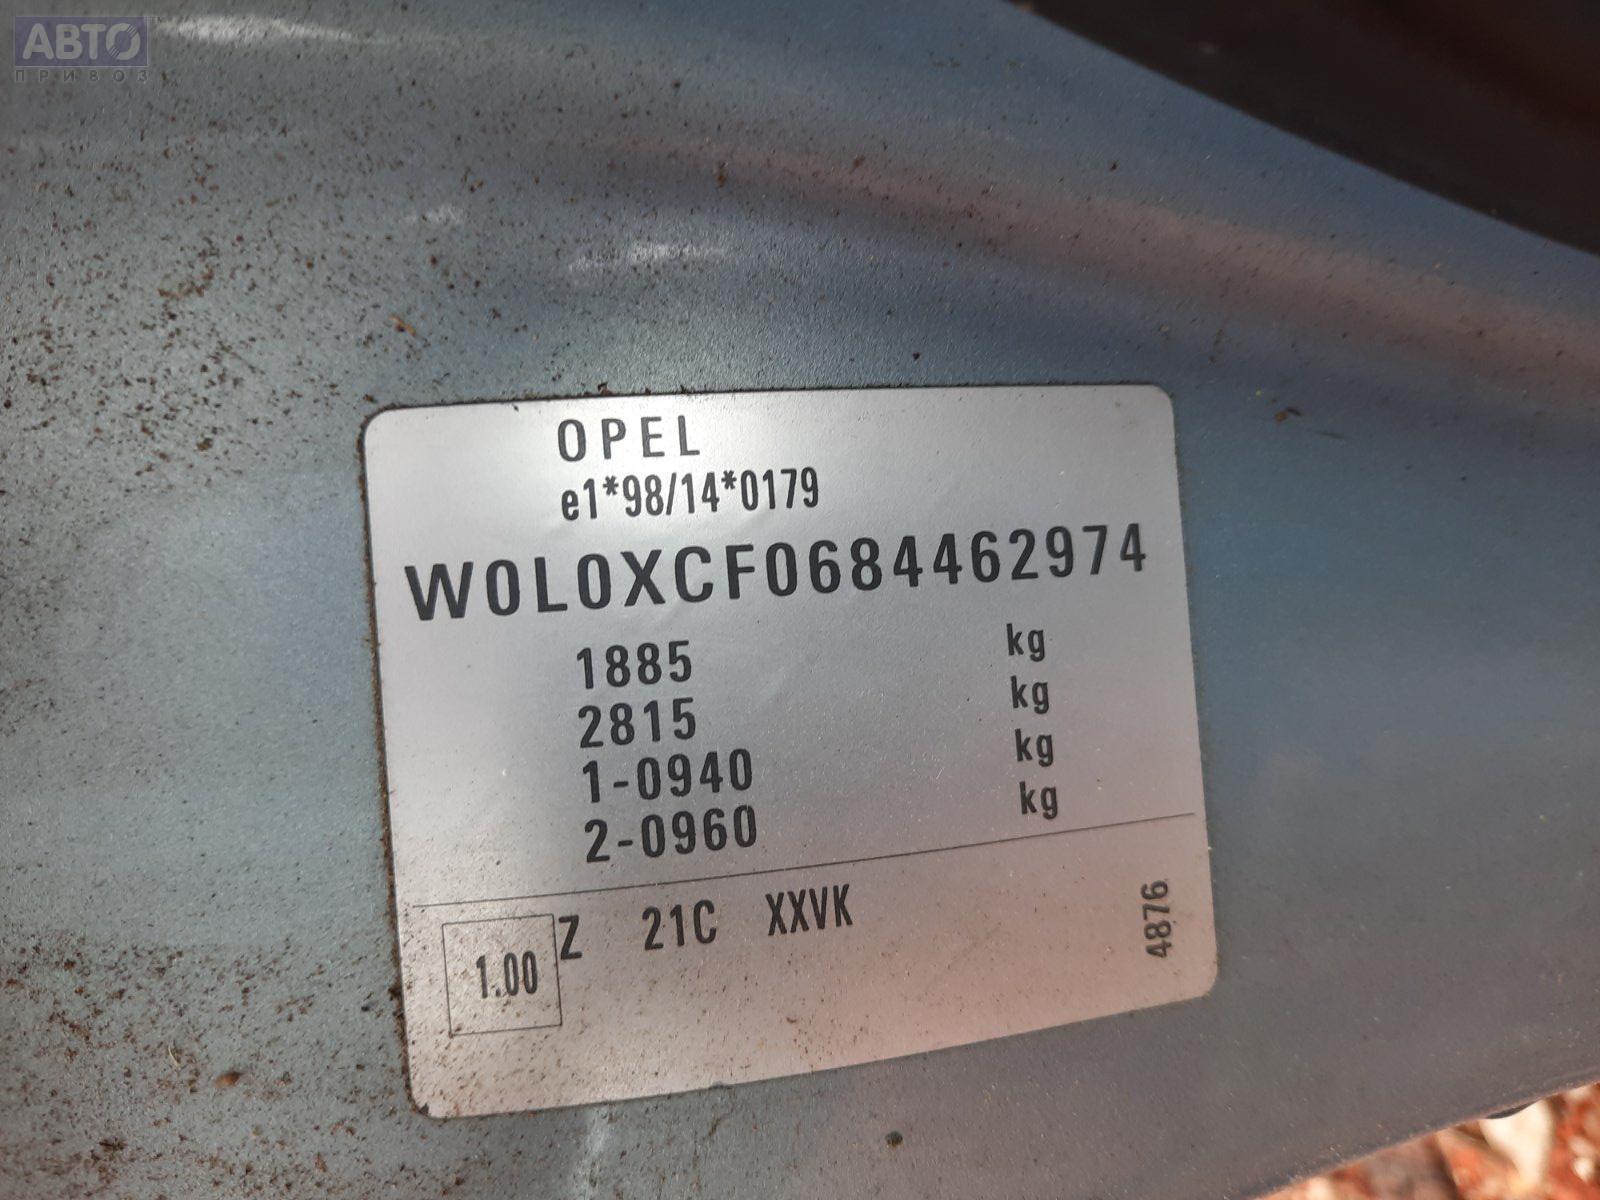 АВТО
ПРИВОЗ
OPEL
e1*98/14*0179
W0L0XCF0684462974
1885 kg
2815 kg
1-0940 kg
2-0960 kg
1.00 Z 21C XXVK
4876